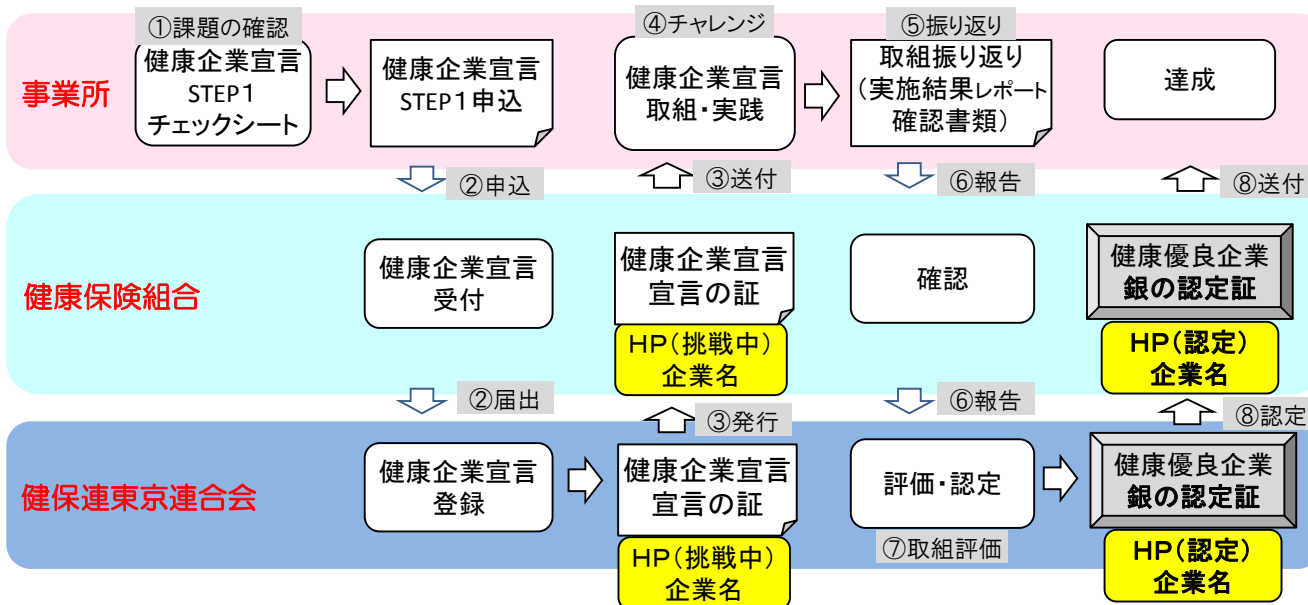 ①課題の確認
健康企業宣言
STEP1
チェックシート
健康企業宣言
STEP1申込
④チャレンジ
健康企業宣言
取組・実践
⑤振り返り
取組振り返り
(実施結果レポート
確認書類)
達成
事業所
②申込
③送付
⑥報告
⑧送付
健康保険組合
健康企業宣言
受付
健康企業宣言
宣言の証
HP(挑戦中)
企業名
確認
健康優良企業
銀の認定証
HP(認定)
企業名
②届出
③発行
⑥報告
⑧認定
健保連東京連合会
健康企業宣言
登録
健康企業宣言
宣言の証
HP(挑戦中)
企業名
評価・認定
⑦取組評価
健康優良企業
銀の認定証
HP(認定)
企業名